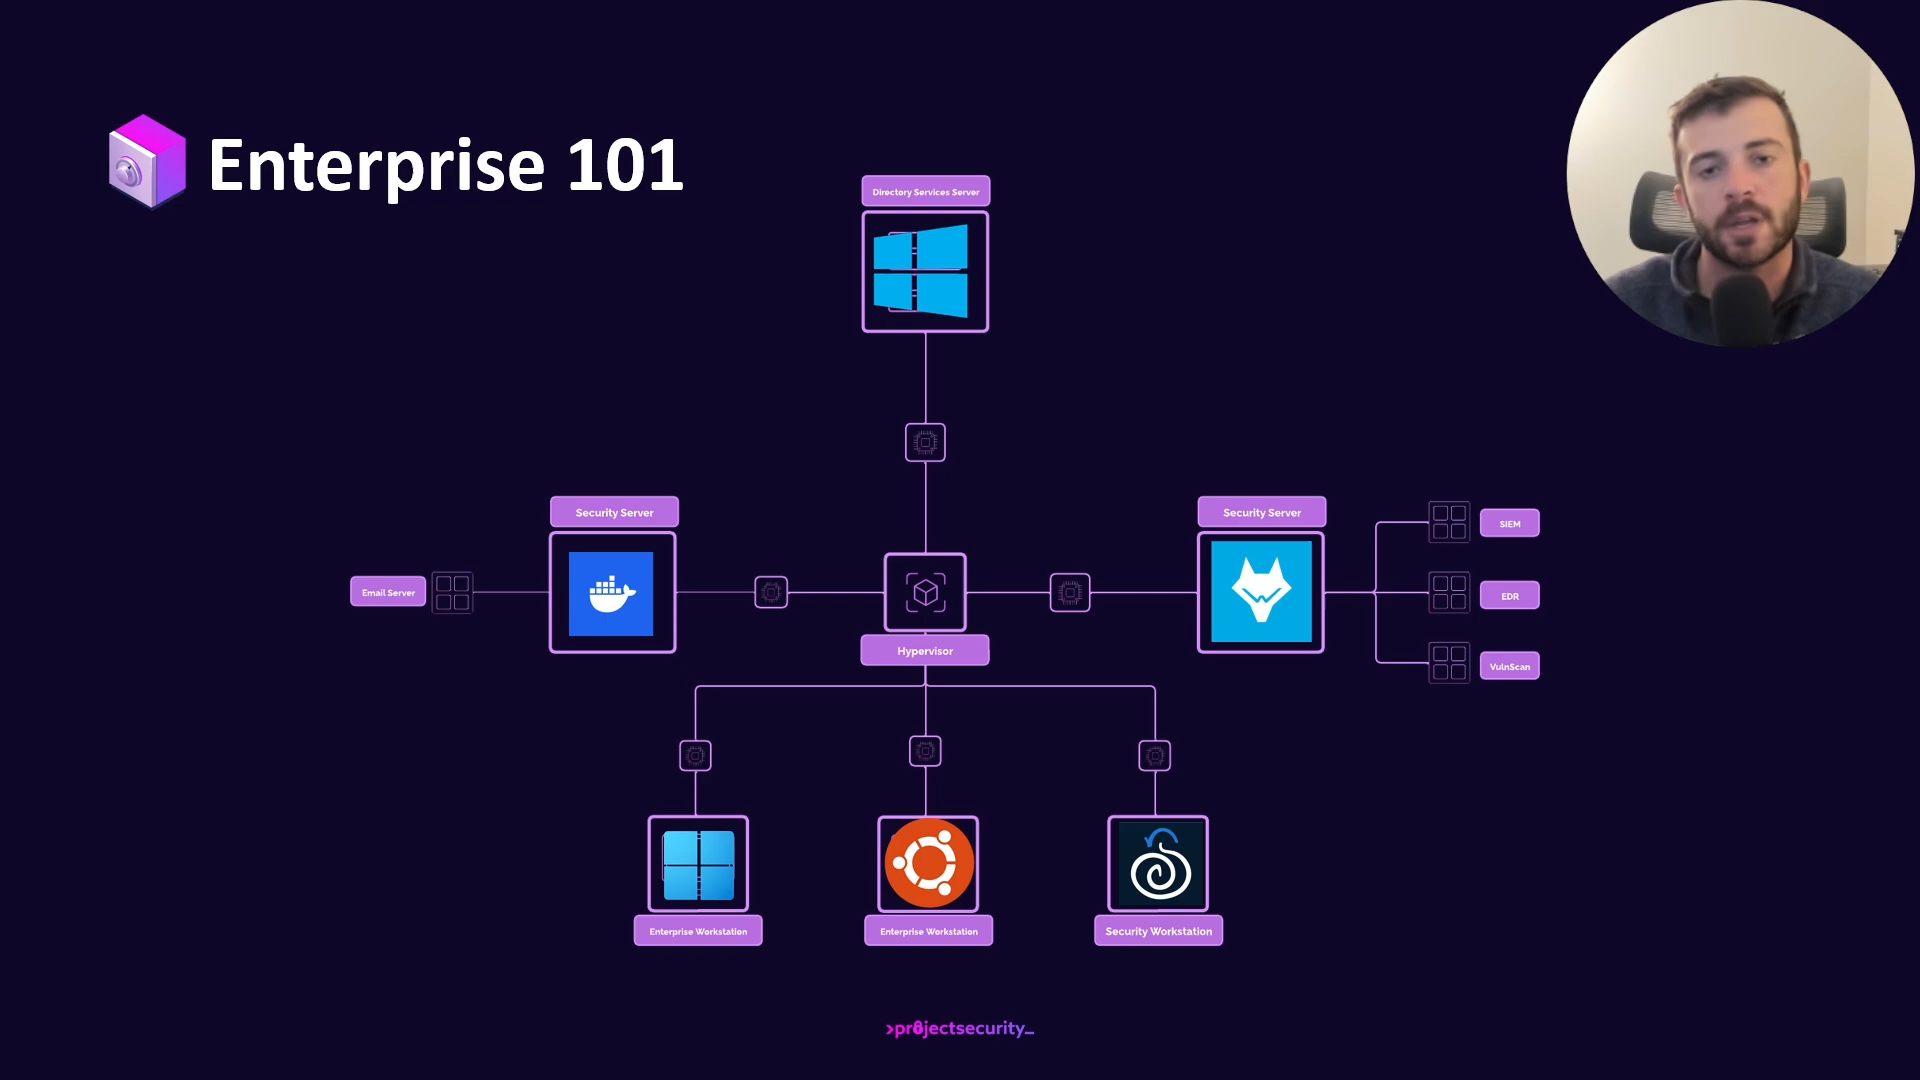 Enterprise 101
Directory Services Server
Security Server
Security Server
SIEM
Email Server
EDR
Hypervisor
VulnScan
Enterprise Workstation
Enterprise Workstation
Security Workstation
>pr0jectsecurity_